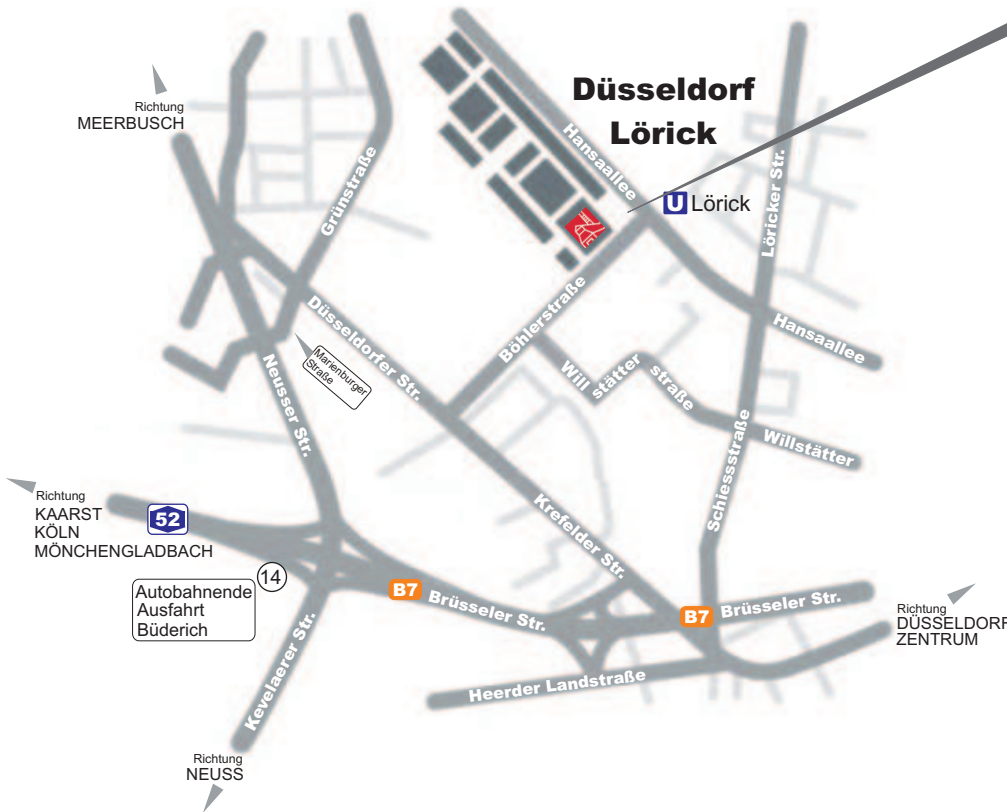 Richtung
MEERBUSCH
Düsseldorf
Lörick
U Lörick
Hansaallee
Grünstraße
Löricker Str.
Düsseldorfer Str.
Böhlerstraße
Hansaallee
Marienburger
Straße
Neusser Str.
Will
stätter
straße
Willstätter
Schiessstraße
Richtung
KAARST
KÖLN
MÖNCHENGLADBACH
52
14
Autobahnende
Ausfahrt
Büderich
Krefelder Str.
B7
Brüsseler Str.
B7
Brüsseler Str.
Richtung
DÜSSELDORF
ZENTRUM
Heerder Landstraße
Kevelaerer Str.
Richtung
NEUSS